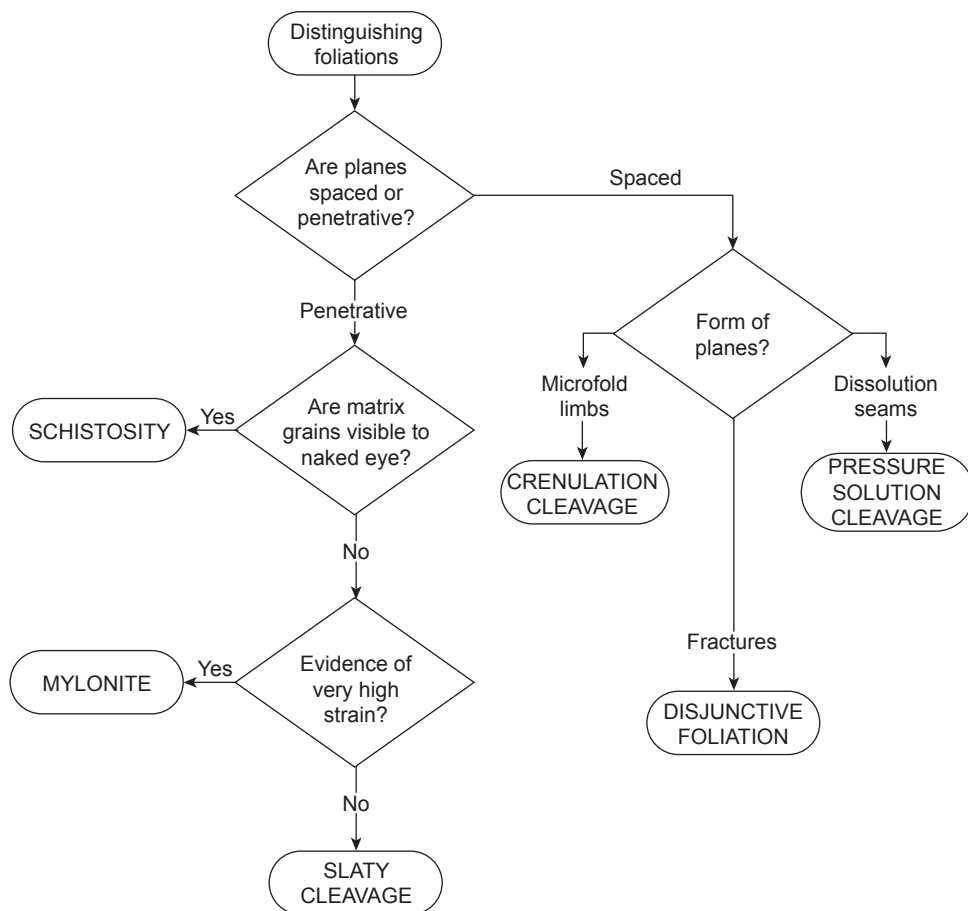 Distinguishing
foliations
Are planes
spaced or
penetrative?
Spaced
Penetrative
Form of
planes?
Microfold
limbs
Dissolution
seams
Yes
SCHISTOSITY
Are matrix
grains visible to
naked eye?
CRENULATION
CLEAVAGE
PRESSURE
SOLUTION
CLEAVAGE
No
Fractures
Yes
MYLONITE
Evidence of
very high
strain?
DISJUNCTIVE
FOLIATION
No
SLATY
CLEAVAGE